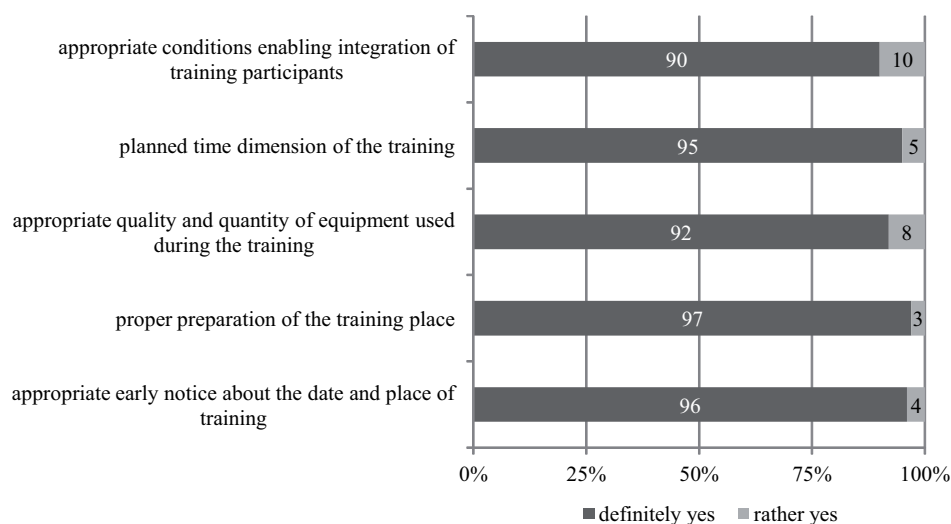 appropriate conditions enabling integration of
training participants
90
10
planned time dimension of the training
95
5
appropriate quality and quantity of equipment used
during the training
92
8
proper preparation of the training place
97
3
appropriate early notice about the date and place of
training
96
4
0% 25% 50% 75% 100%
definitely yes rather yes